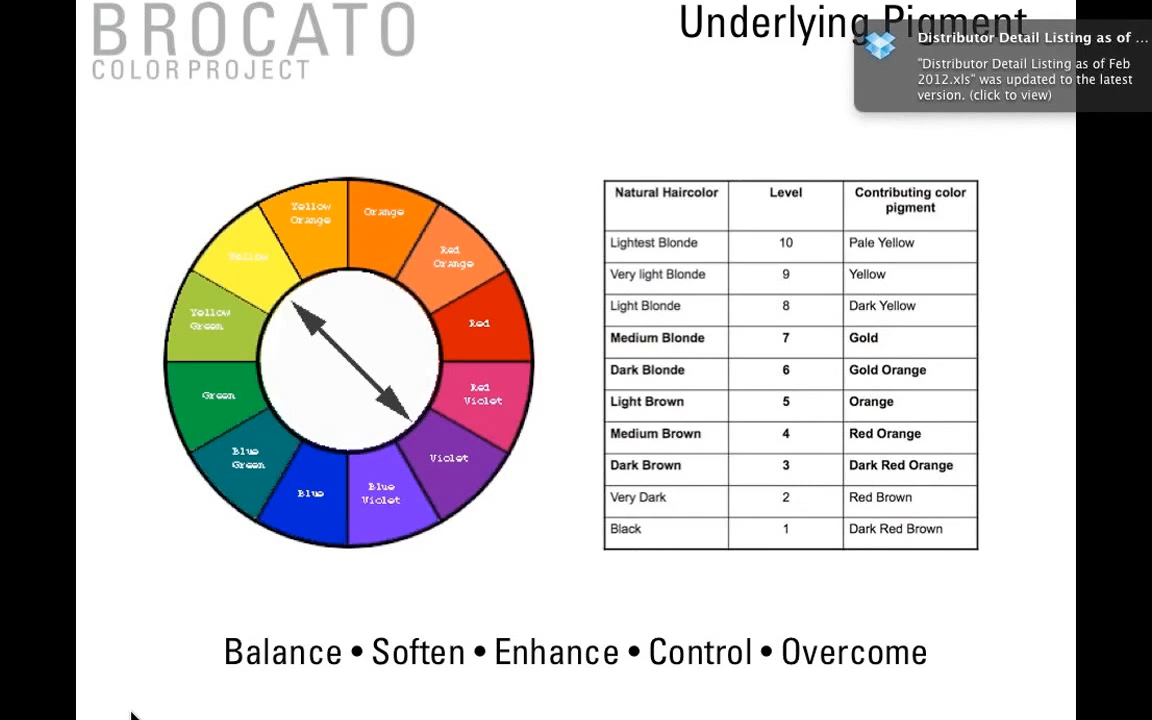 BROCATO
COLOR PROJECT
Underlying Pigment
Distributor Detail Listing as of ...
"Distributor Detail Listing as of Feb
2012.xls" was updated to the latest
version. (click to view)
Yellow
Orange
Orange
Red
Orange
Yellow
Yellow
Green
Red
Green
Red
Violet
Blue
Green
Violet
Blue
Blue
Violet
Natural Haircolor Level Contributing color
pigment
Lightest Blonde 10 Pale Yellow
Very light Blonde 9 Yellow
Light Blonde 8 Dark Yellow
Medium Blonde 7 Gold
Dark Blonde 6 Gold Orange
Light Brown 5 Orange
Medium Brown 4 Red Orange
Dark Brown 3 Dark Red Orange
Very Dark 2 Red Brown
Black 1 Dark Red Brown
Balance • Soften • Enhance • Control • Overcome